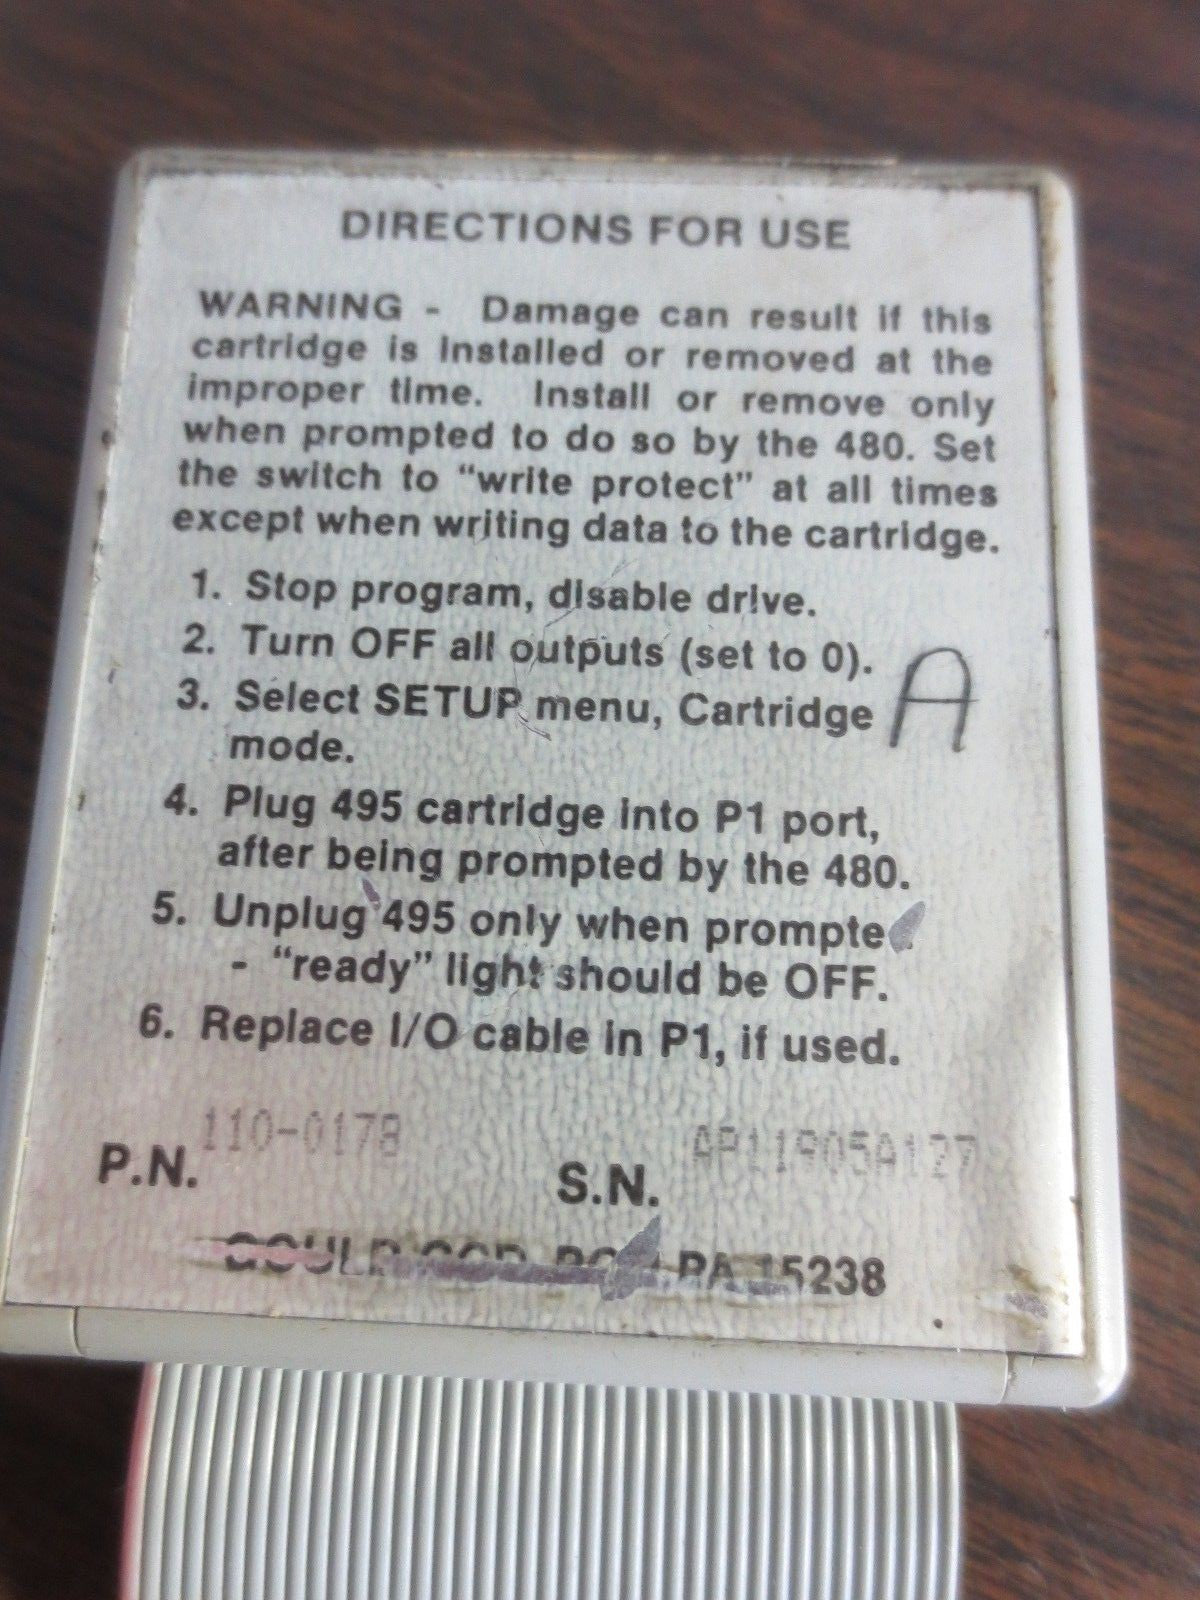 DIRECTIONS FOR USE
WARNING - Damage can result if this
cartridge is installed or removed at the
improper time. Install or remove only
when prompted to do so by the 480. Set
the switch to “write protect” at all times
except when writing data to the cartridge.
1. Stop program, disable drive.
2. Turn OFF all outputs (set to 0).
3. Select SETUP menu, Cartridge
mode.
A
4. Plug 495 cartridge into P1 port,
after being prompted by the 480.
5. Unplug 495 only when prompte
- “ready” light should be OFF.
6. Replace I/O cable in P1, if used.
P.N. 110-0178
S.N.
GOULD PA 15238